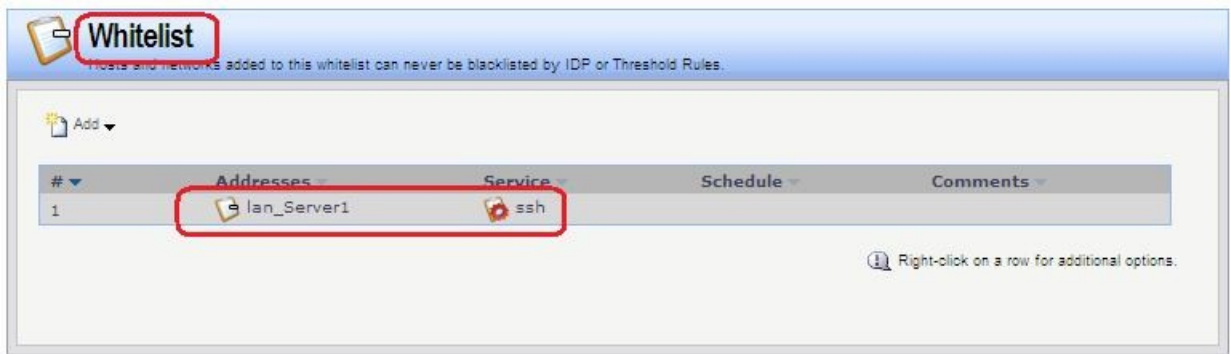 Whitelist
Hosts and networks added to this whitelist can never be blacklisted by IDP or Threshold Rules.
Add
# Addresses Service Schedule Comments
1 lan_Server1 ssh
Right-click on a row for additional options.